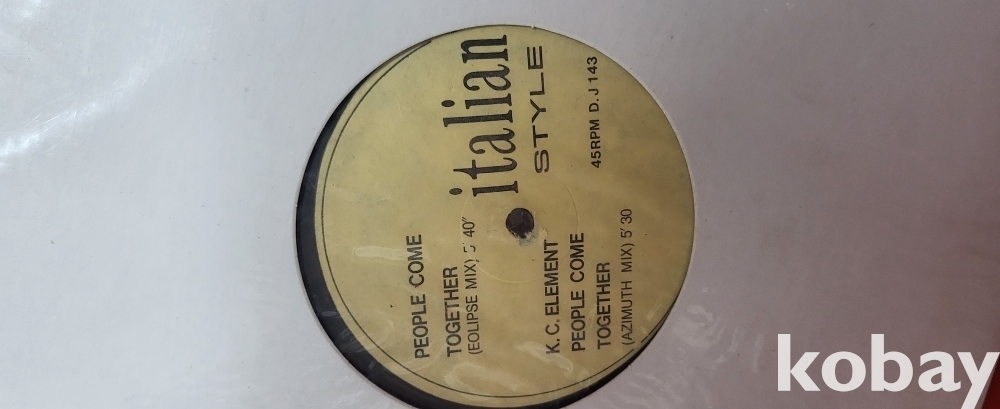 italian
STYLE
45RPM D.J 143
PEOPLE COME
TOGETHER
(EOLIPSE MIX) 5' 40"
K.C. ELEMENT
PEOPLE COME
TOGETHER
(AZIMUTH MIX) 5' 30
kobay